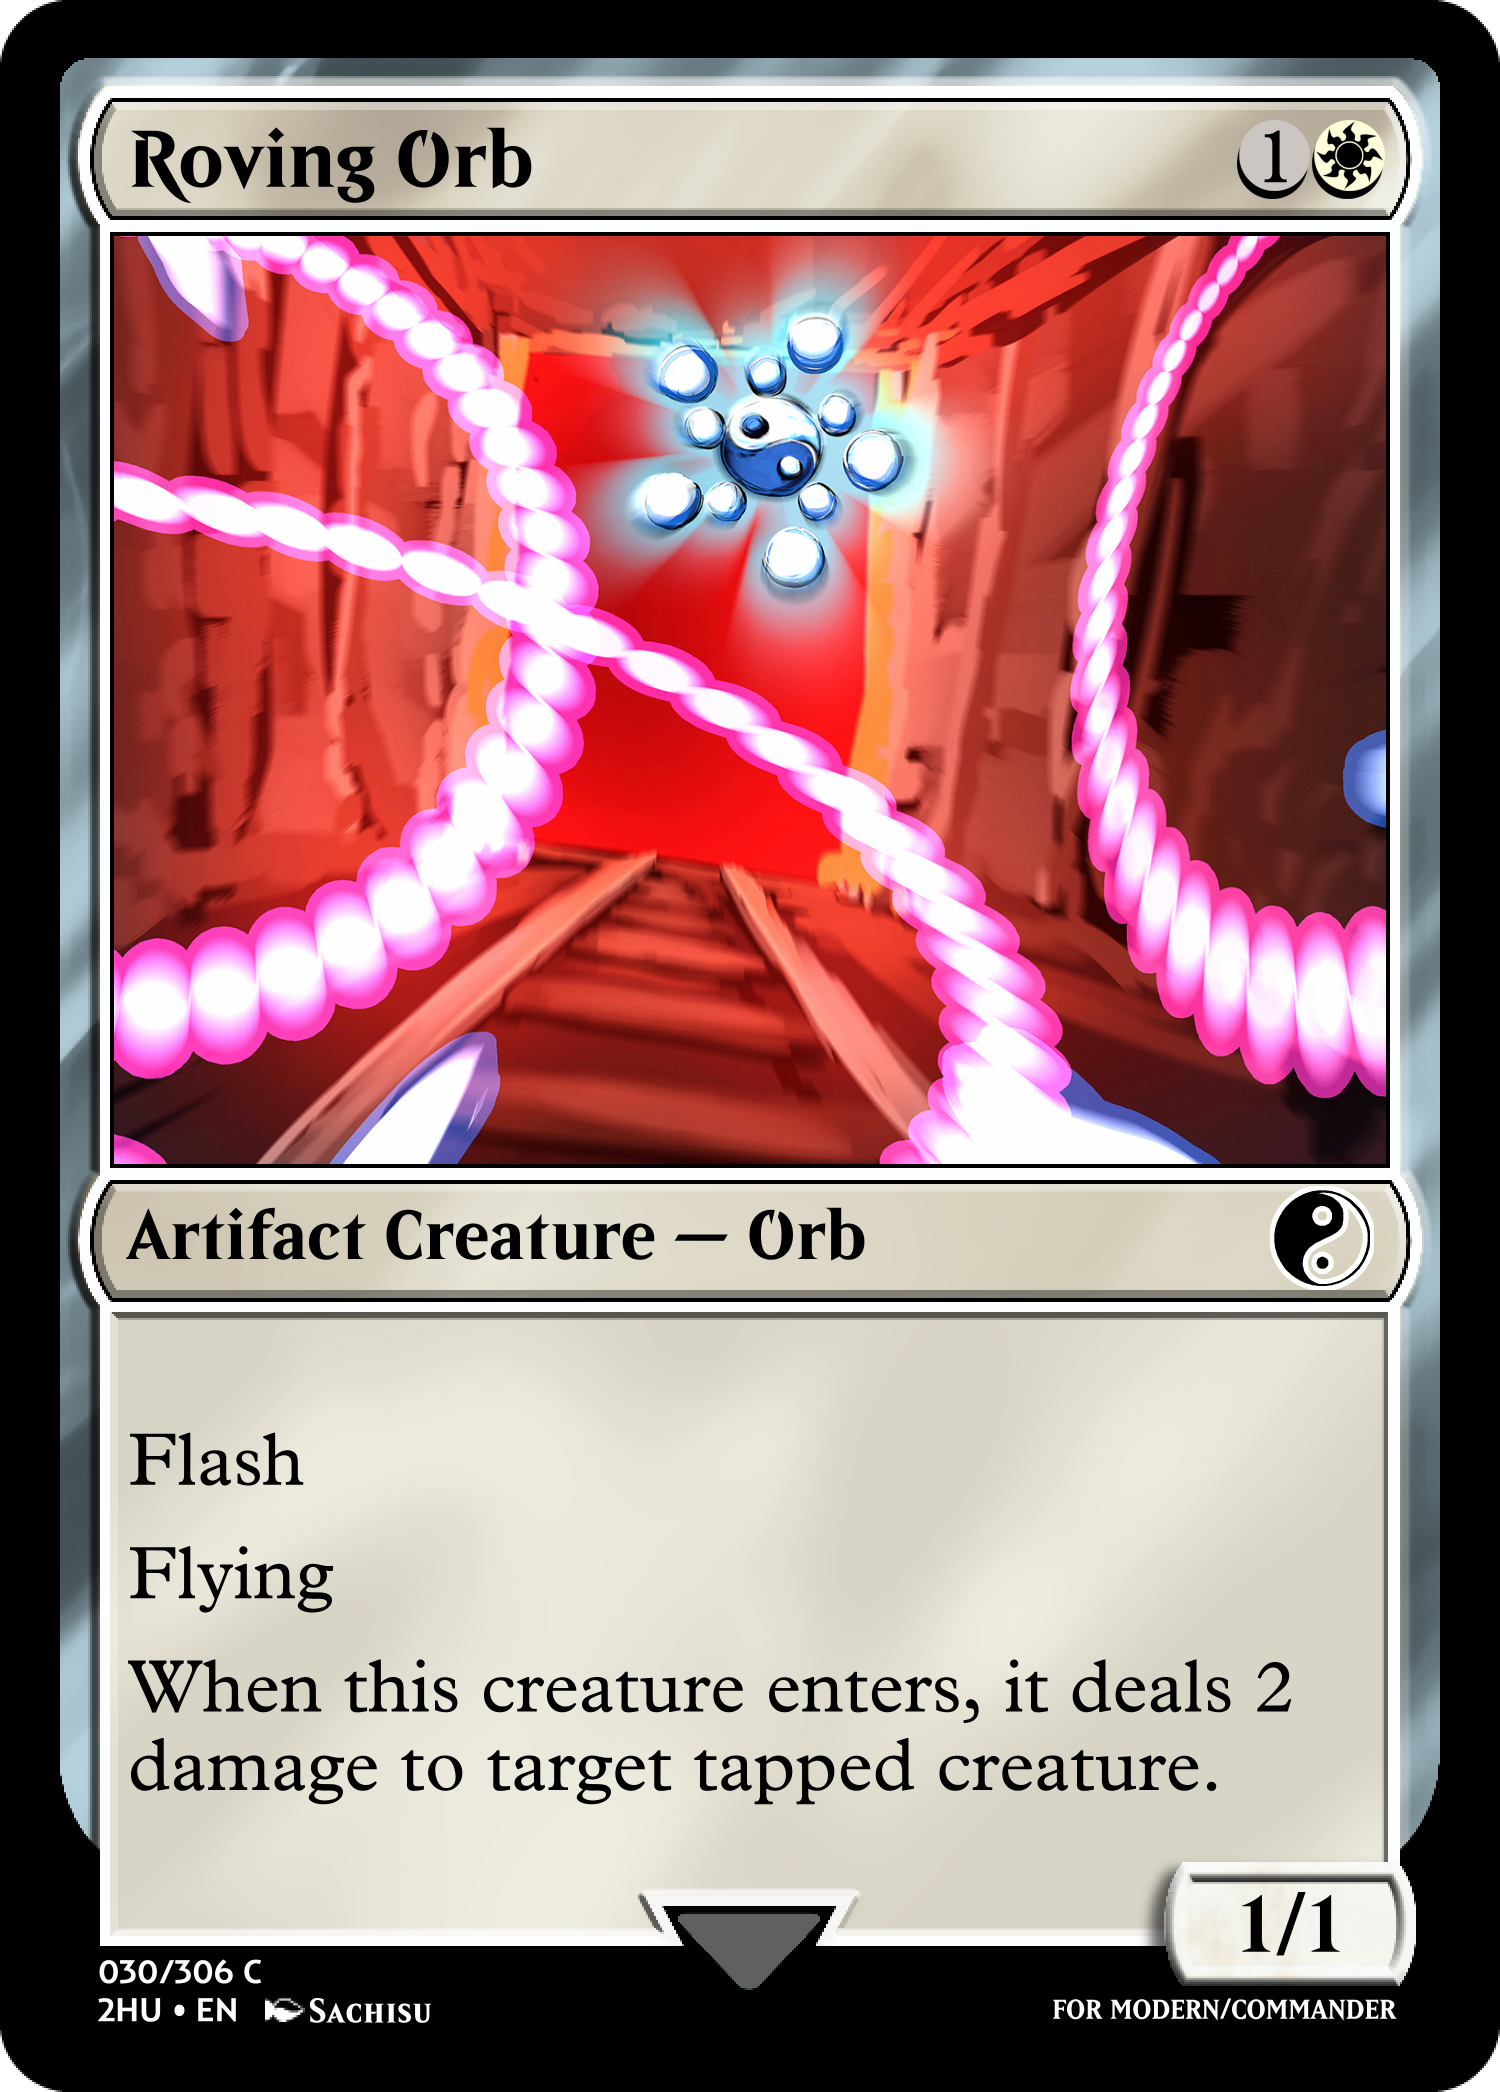 Roving Orb 1
Artifact Creature — Orb
Flash
Flying
When this creature enters, it deals 2
damage to target tapped creature.
1/1
030/306 C
2HU • EN SACHISU
FOR MODERN/COMMANDER